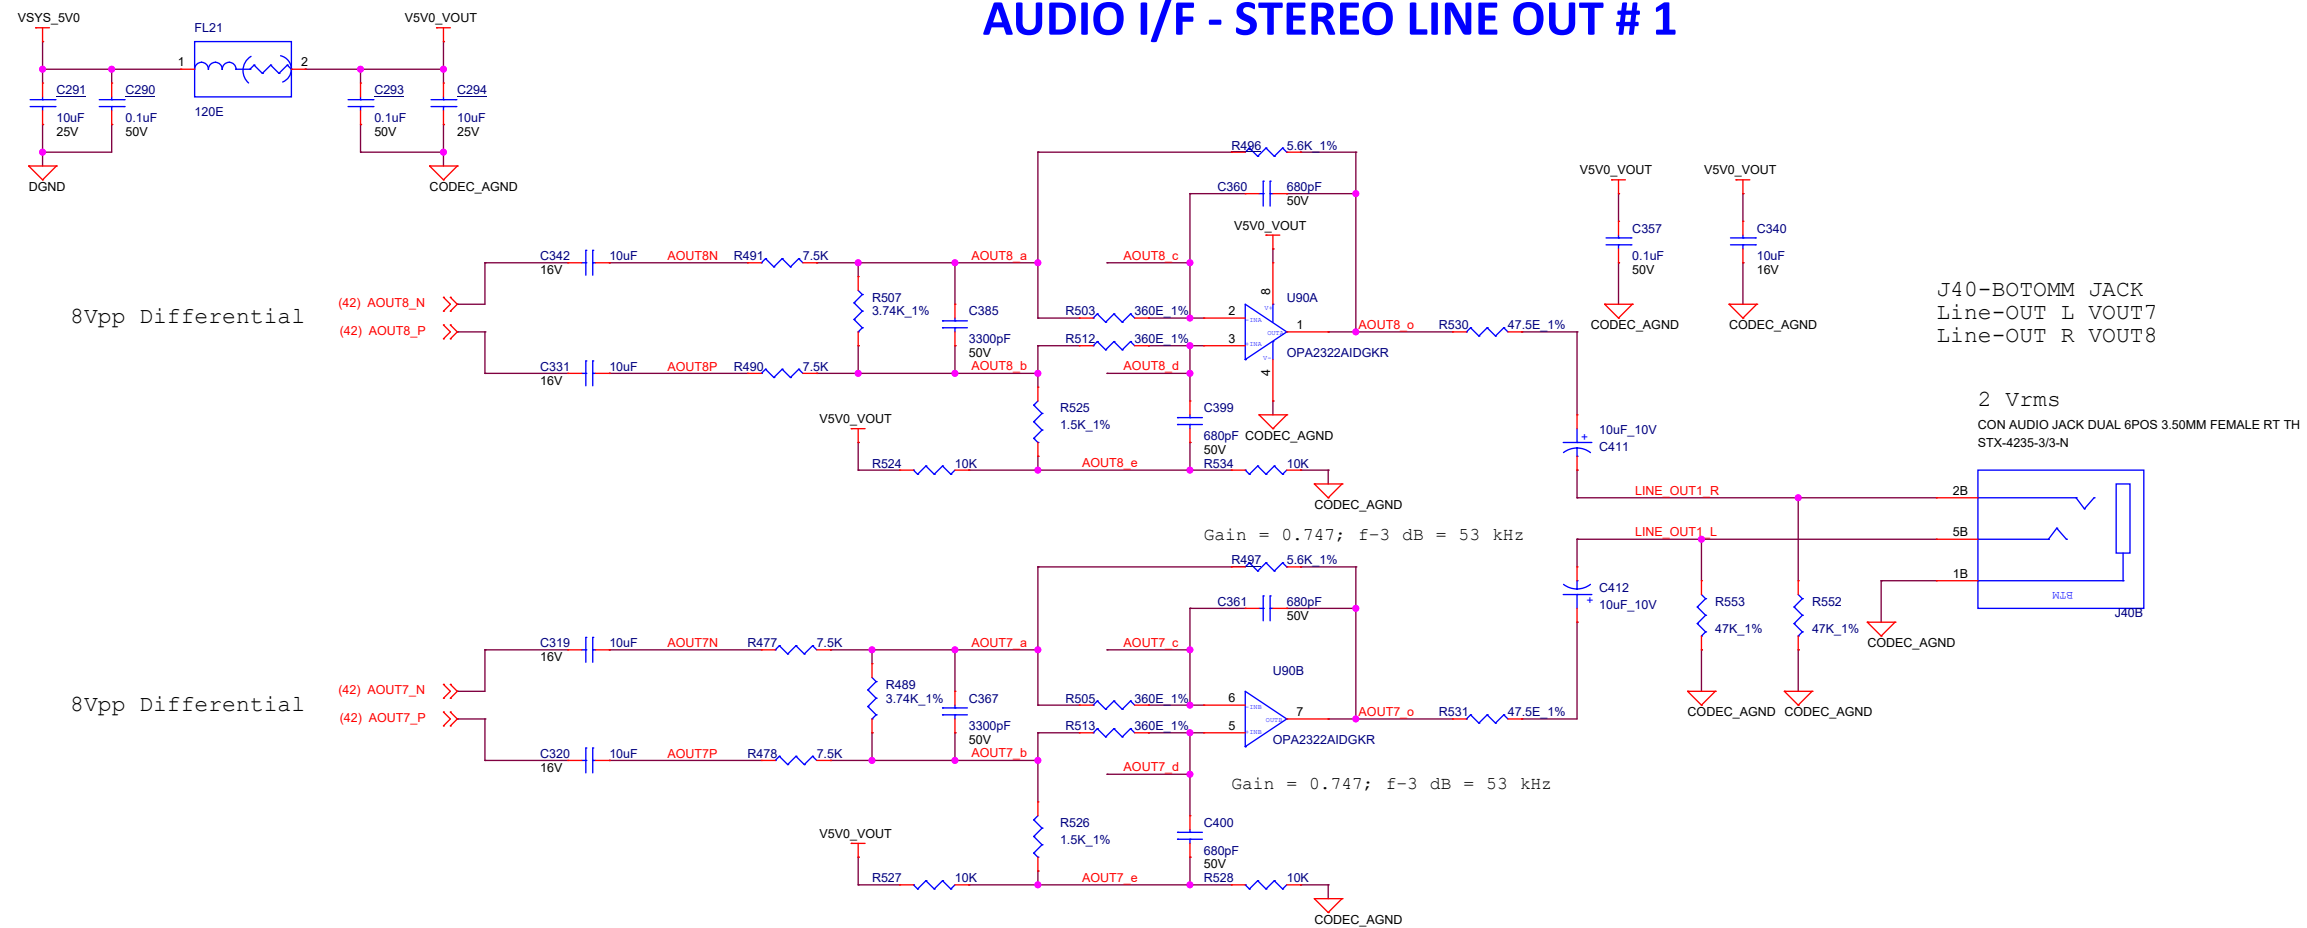 AUDIO I/F - STEREO LINE OUT # 1
VSYS_5V0
V5V0_VOUT
FL21
1
2
120E
C291
10uF
25V
C290
0.1uF
50V
C293
0.1uF
50V
C294
10uF
25V
DGND
CODEC_AGND
R496
5.6K_1%
C360
680pF
50V
V5V0_VOUT
V5V0_VOUT
C357
0.1uF
50V
CODEC_AGND
V5V0_VOUT
C340
10uF
16V
CODEC_AGND
8Vpp Differential
(42) AOUT8_N
(42) AOUT8_P
C342
16V
10uF
AOUT8N
R491
7.5K
AOUT8_a
AOUT8_c
R507
3.74K_1%
C385
3300pF
50V
R503
360E_1%
R512
360E_1%
2
3
8
4
1
V+
-INA
+INA
OUTA
V-
U90A
OPA2322AIDGKR
AOUT8_o
R530
47.5E_1%
C331
16V
10uF
AOUT8P
R490
7.5K
AOUT8_b
AOUT8_d
R525
1.5K_1%
C399
680pF
50V
CODEC_AGND
V5V0_VOUT
R524
10K
AOUT8_e
R534
10K
CODEC_AGND
10uF_10V
C411
+
J40-BOTOMM JACK
Line-OUT L VOUT7
Line-OUT R VOUT8
2 Vrms
CON AUDIO JACK DUAL 6POS 3.50MM FEMALE RT TH
STX-4235-3/3-N
LINE_OUT1_R
2B
LINE_OUT1_L
5B
1B
BTM
J40B
Gain = 0.747; f-3 dB = 53 kHz
R497
5.6K_1%
C361
680pF
50V
C412
10uF_10V
+
R553
47K_1%
R552
47K_1%
CODEC_AGND
CODEC_AGND
CODEC_AGND
8Vpp Differential
(42) AOUT7_N
(42) AOUT7_P
C319
16V
10uF
AOUT7N
R477
7.5K
AOUT7_a
AOUT7_c
R489
3.74K_1%
C367
3300pF
50V
R505
360E_1%
R513
360E_1%
6
5
7
-INB
+INB
OUTB
U90B
OPA2322AIDGKR
AOUT7_o
R531
47.5E_1%
C320
16V
10uF
AOUT7P
R478
7.5K
AOUT7_b
AOUT7_d
Gain = 0.747; f-3 dB = 53 kHz
R526
1.5K_1%
C400
680pF
50V
V5V0_VOUT
R527
10K
AOUT7_e
R528
10K
CODEC_AGND